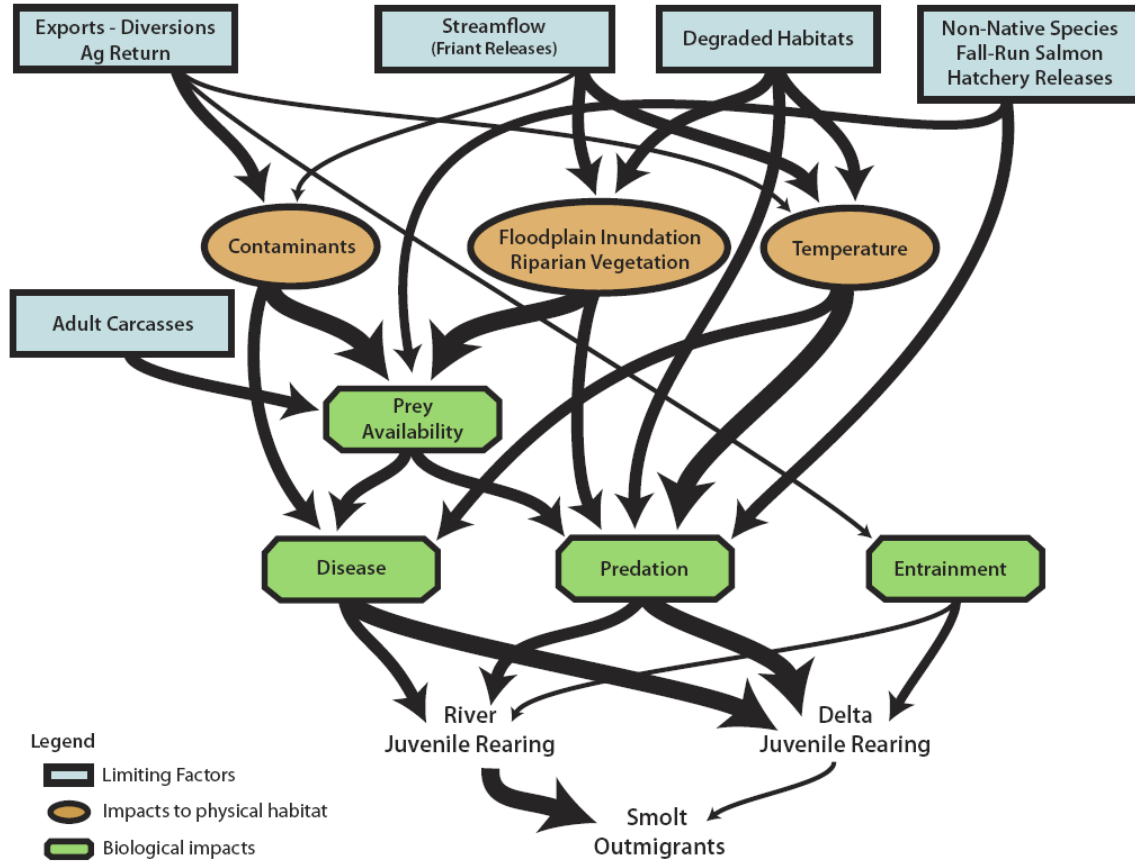 Exports - Diversions
Ag Return
Streamflow
(Friant Releases)
Degraded Habitats
Non-Native Species
Fall-Run Salmon
Hatchery Releases
Contaminants
Floodplain Inundation
Riparian Vegetation
Temperature
Adult Carcasses
Prey
Availability
Disease
Predation
Entrainment
River
Juvenile Rearing
Delta
Juvenile Rearing
Smolt
Outmigrants
Legend
Limiting Factors
Impacts to physical habitat
Biological impacts